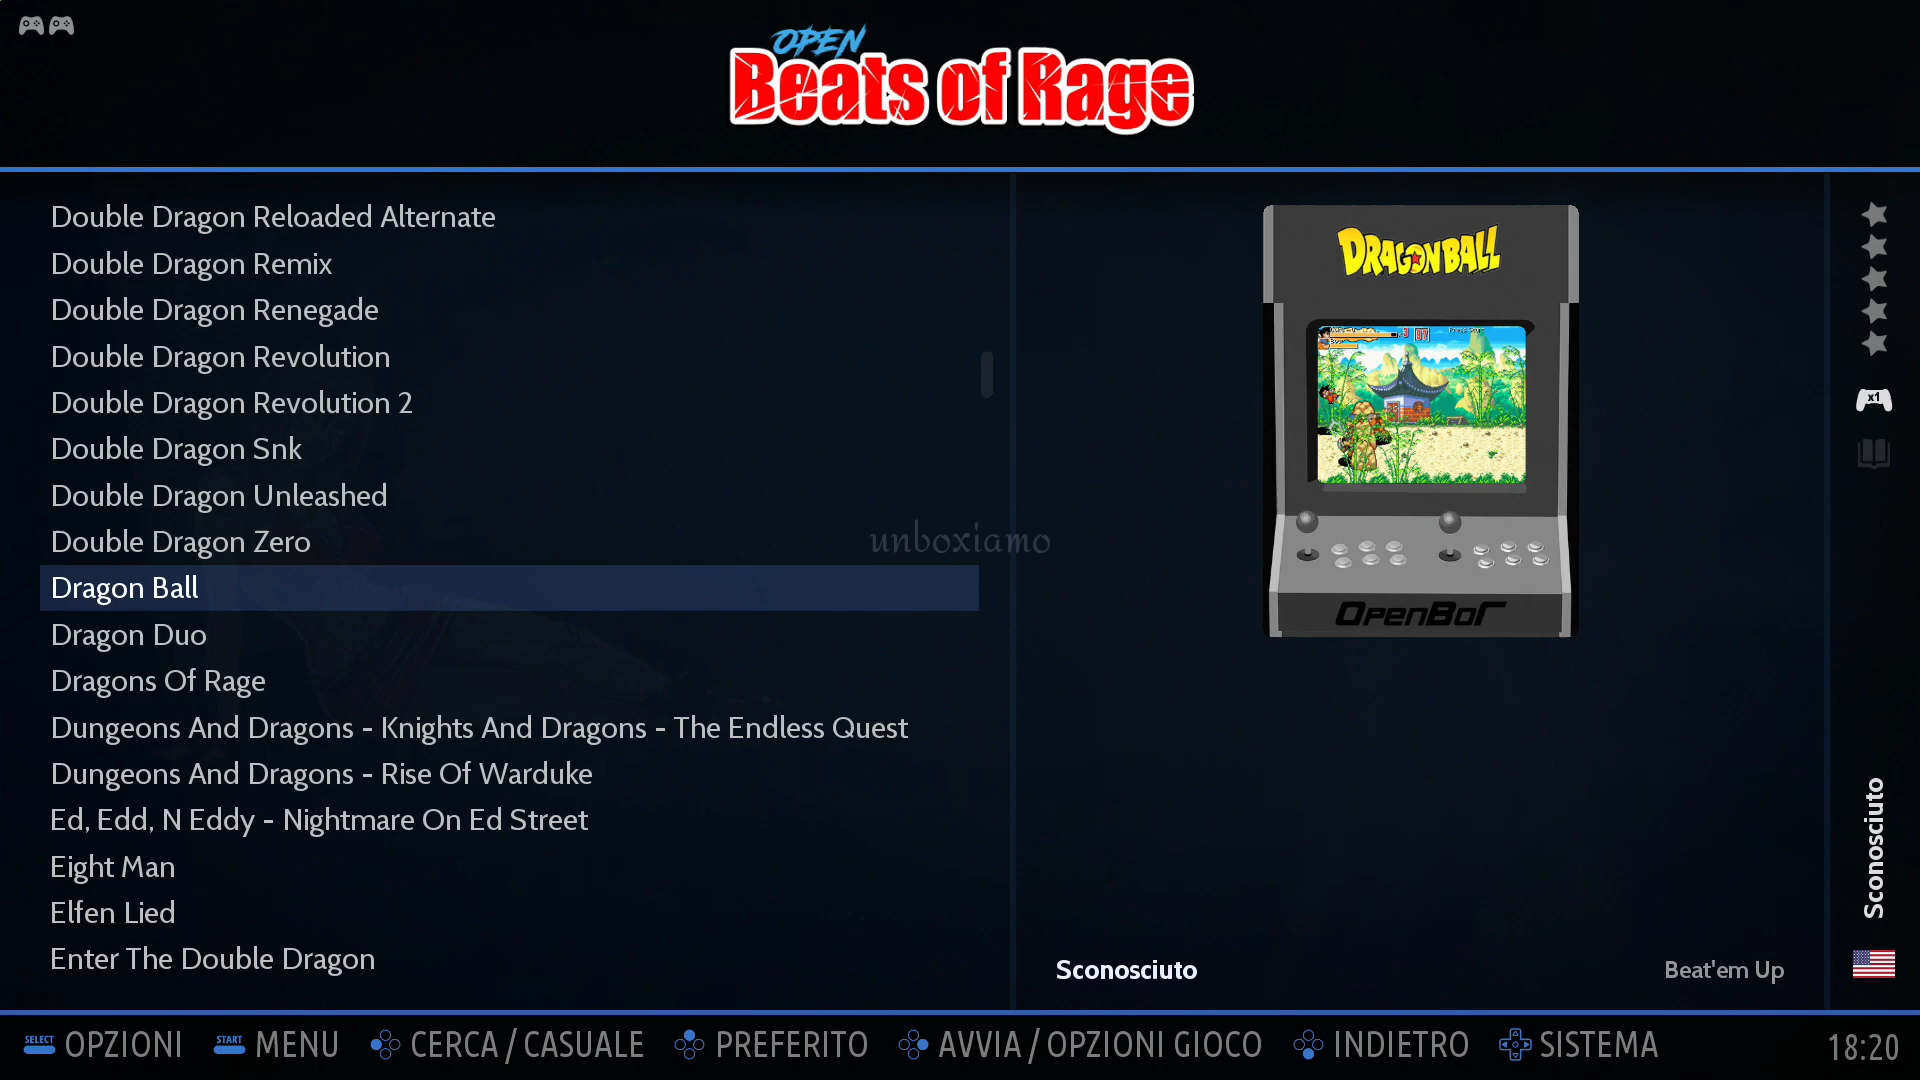 OPEN
Beats of Rage
Double Dragon Reloaded Alternate
Double Dragon Remix
Double Dragon Renegade
Double Dragon Revolution
Double Dragon Revolution 2
Double Dragon Snk
Double Dragon Unleashed
Double Dragon Zero
Dragon Ball
Dragon Duo
Dragons Of Rage
Dungeons And Dragons - Knights And Dragons - The Endless Quest
Dungeons And Dragons - Rise Of Warduke
Ed, Edd, N Eddy - Nightmare On Ed Street
Eight Man
Elfen Lied
Enter The Double Dragon
unboxiamo
DRAGONBALL
Press Start
OpenBoR
Sconosciuto
Beat'em Up
x1
Sconosciuto
SELECT OPZIONI START MENU CERCA / CASUALE PREFERITO AVVIA / OPZIONI GIOCO INDIETRO SISTEMA 18:20